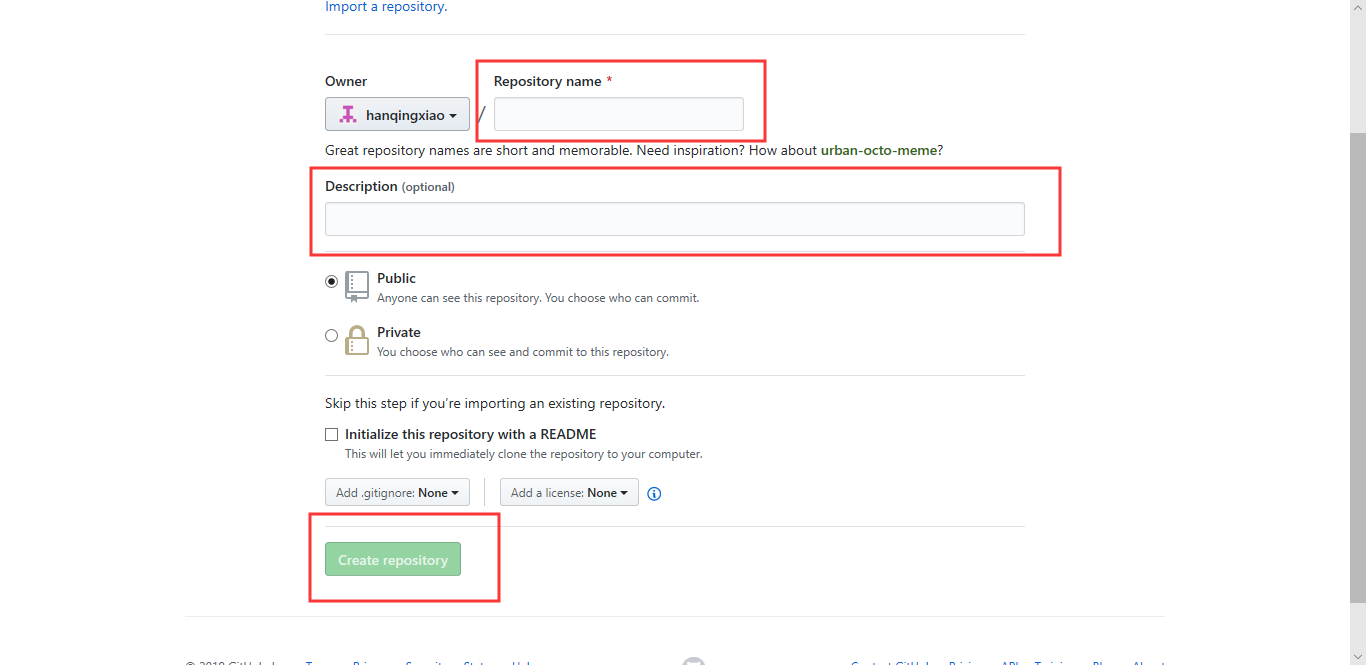 Import a repository.
Owner
Repository name *
hanqingxiao
/
Great repository names are short and memorable. Need inspiration? How about urban-octo-meme?
Description (optional)
Public
Anyone can see this repository. You choose who can commit.
Private
You choose who can see and commit to this repository.
Skip this step if you're importing an existing repository.
Initialize this repository with a README
This will let you immediately clone the repository to your computer.
Add .gitignore: None
Add a license: None
Create repository